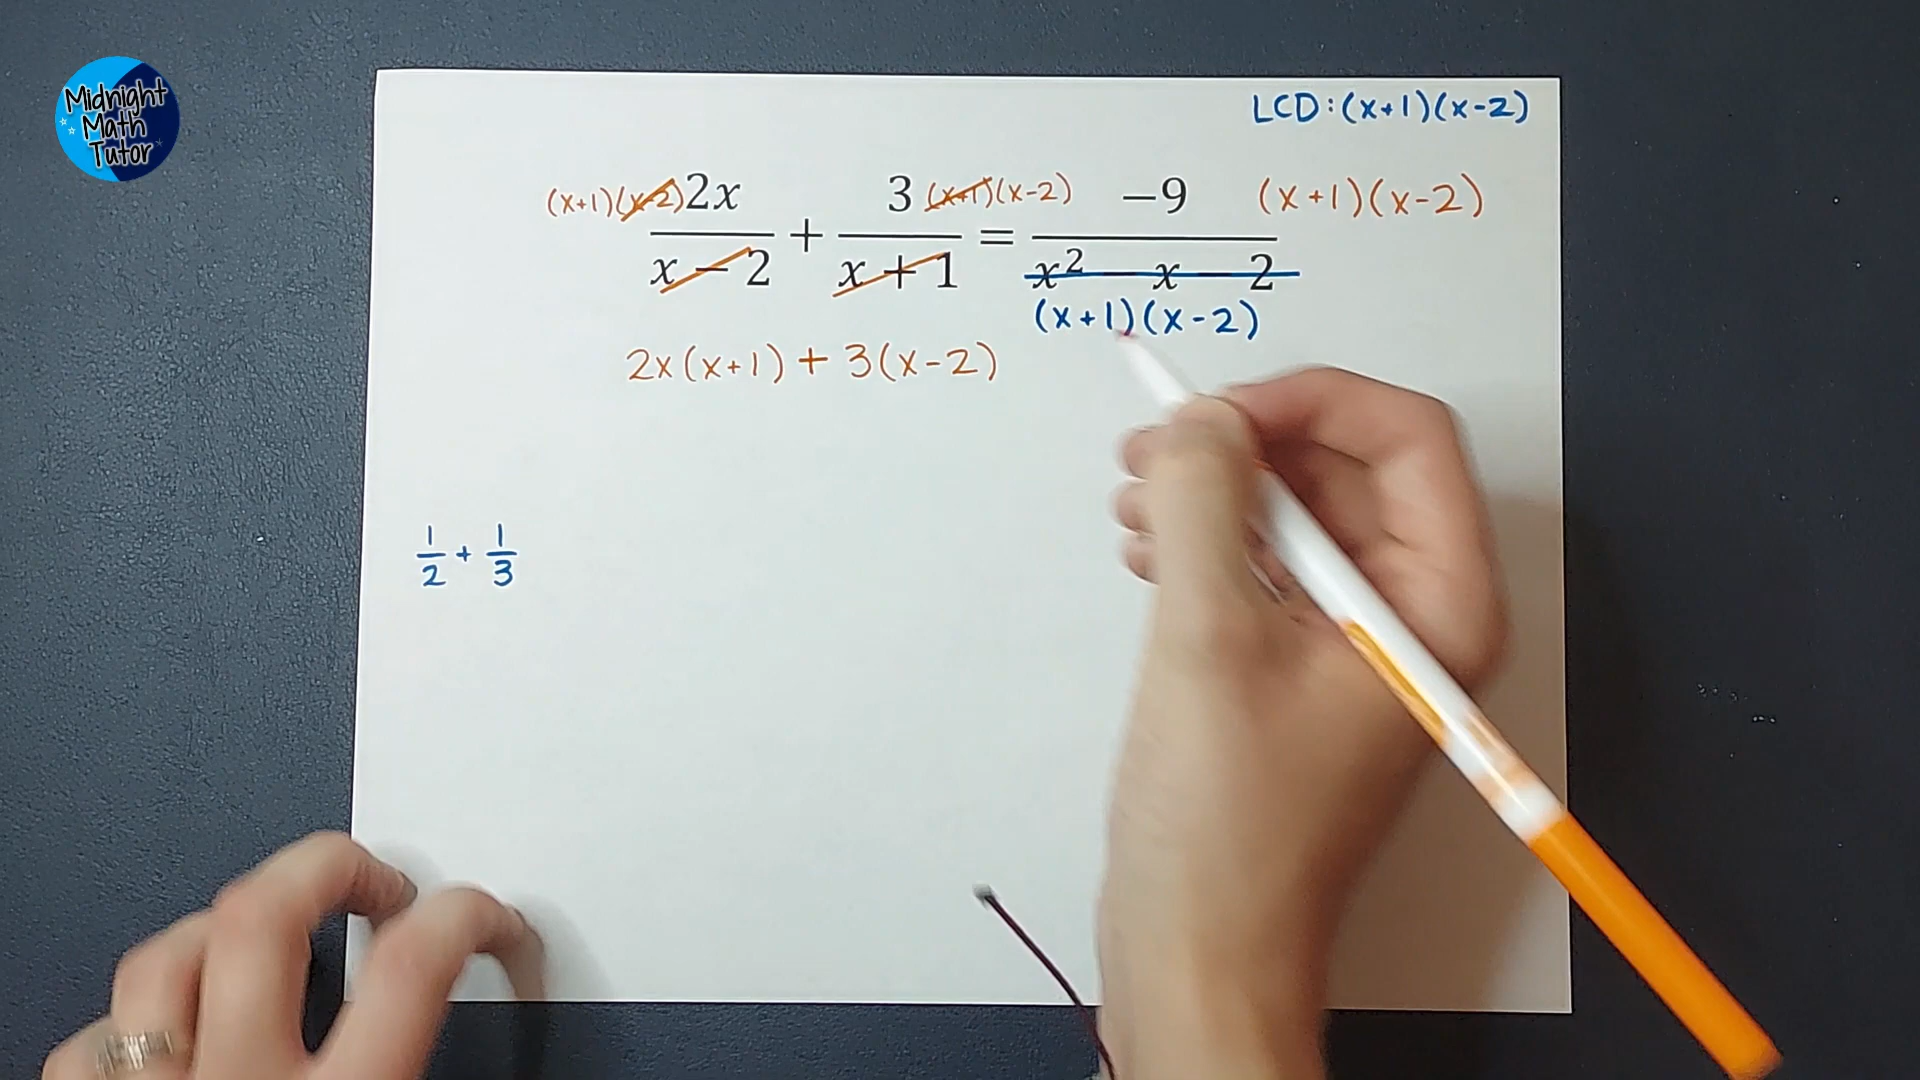 Midnight
Math
Tutor
LCD: (x+1)(x-2)
(x+1)(x-2) 2x / x − 2 + 3 (x+1)(x-2) / x + 1 = −9 / x² − x − 2 (x+1)(x-2)
(x+1)(x-2)
2x(x+1) + 3(x-2)
1/2 + 1/3